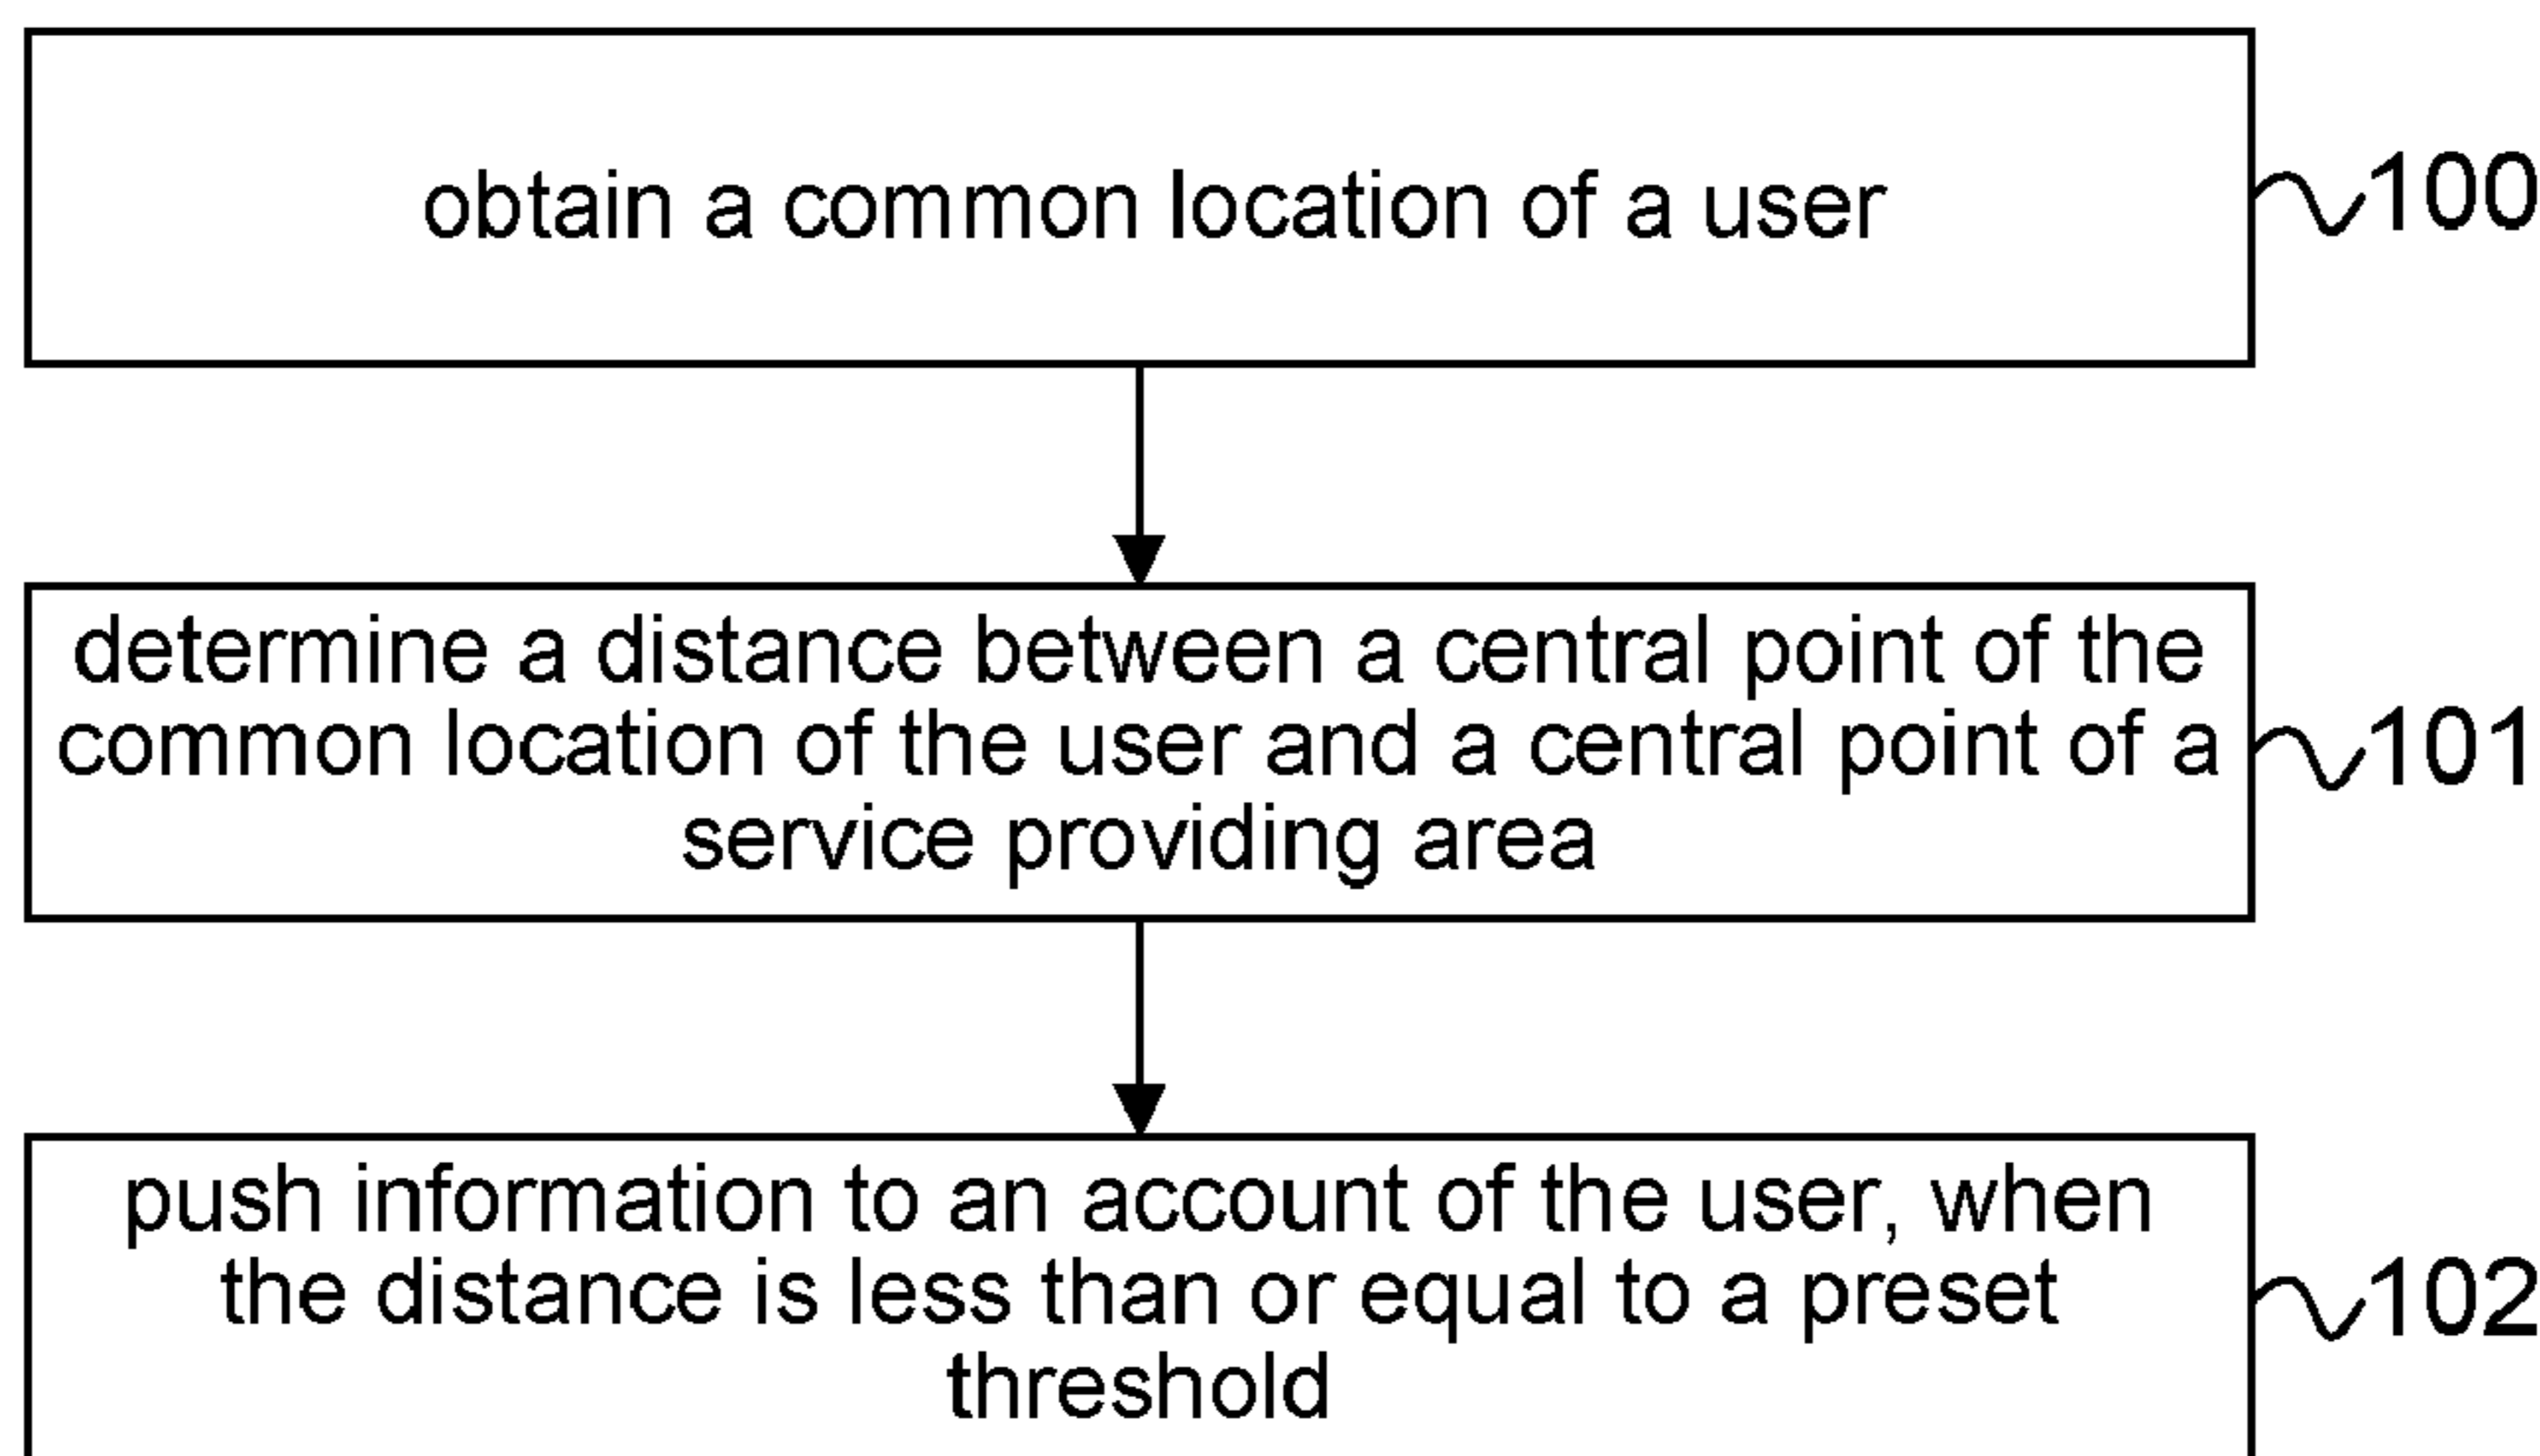 obtain a common location of a user
100
determine a distance between a central point of the
common location of the user and a central point of a
service providing area
101
push information to an account of the user, when
the distance is less than or equal to a preset
threshold
102